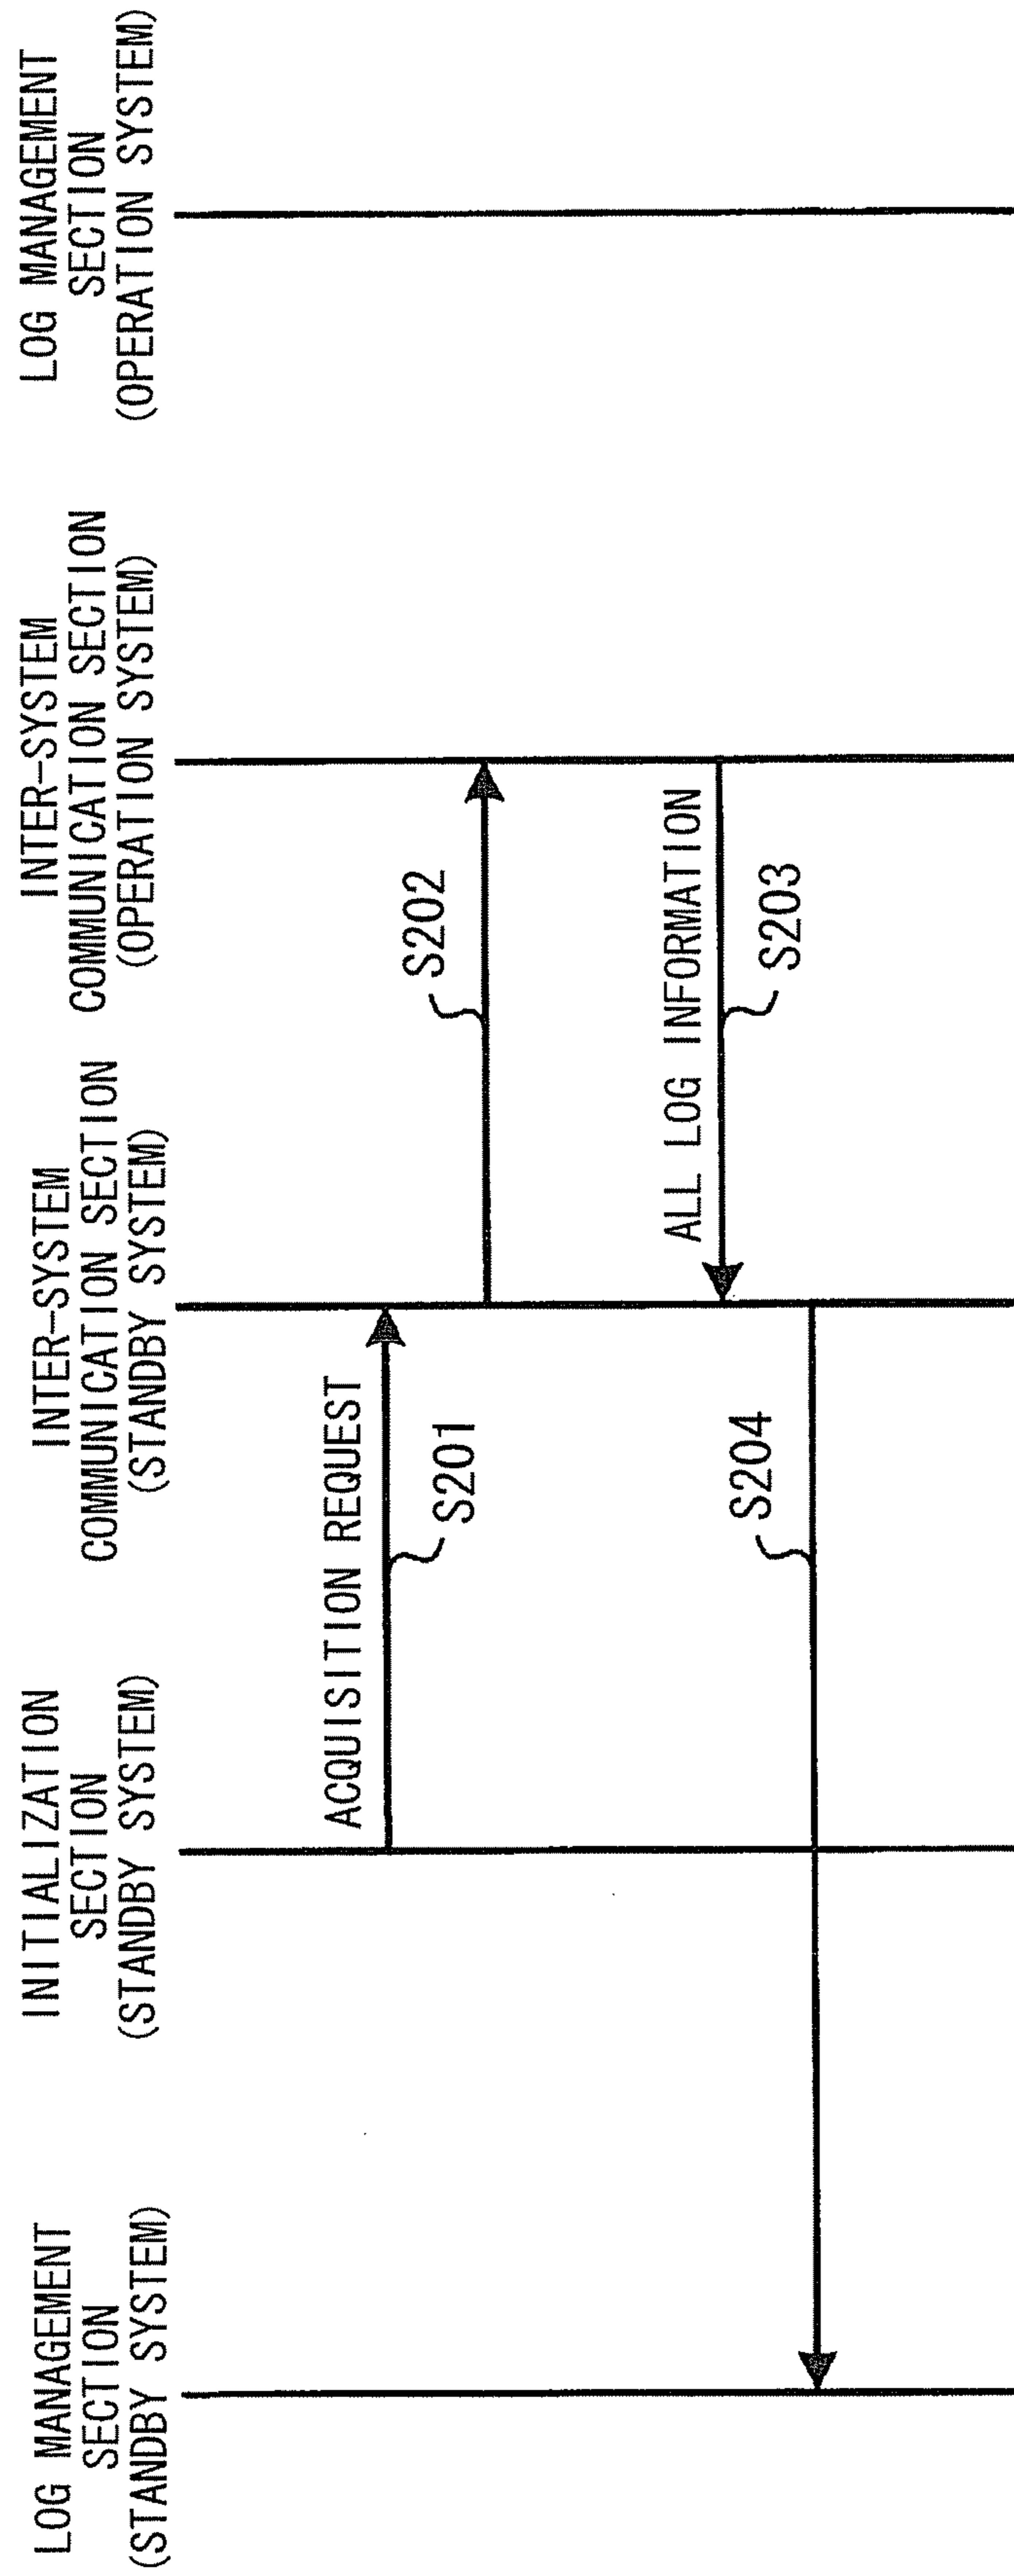 LOG MANAGEMENT
SECTION
(STANDBY SYSTEM)
INITIALIZATION
SECTION
(STANDBY SYSTEM)
INTER-SYSTEM
COMMUNICATION SECTION
(STANDBY SYSTEM)
INTER-SYSTEM
COMMUNICATION SECTION
(OPERATION SYSTEM)
LOG MANAGEMENT
SECTION
(OPERATION SYSTEM)
ACQUISITION REQUEST
S201
S202
ALL LOG INFORMATION
S203
S204